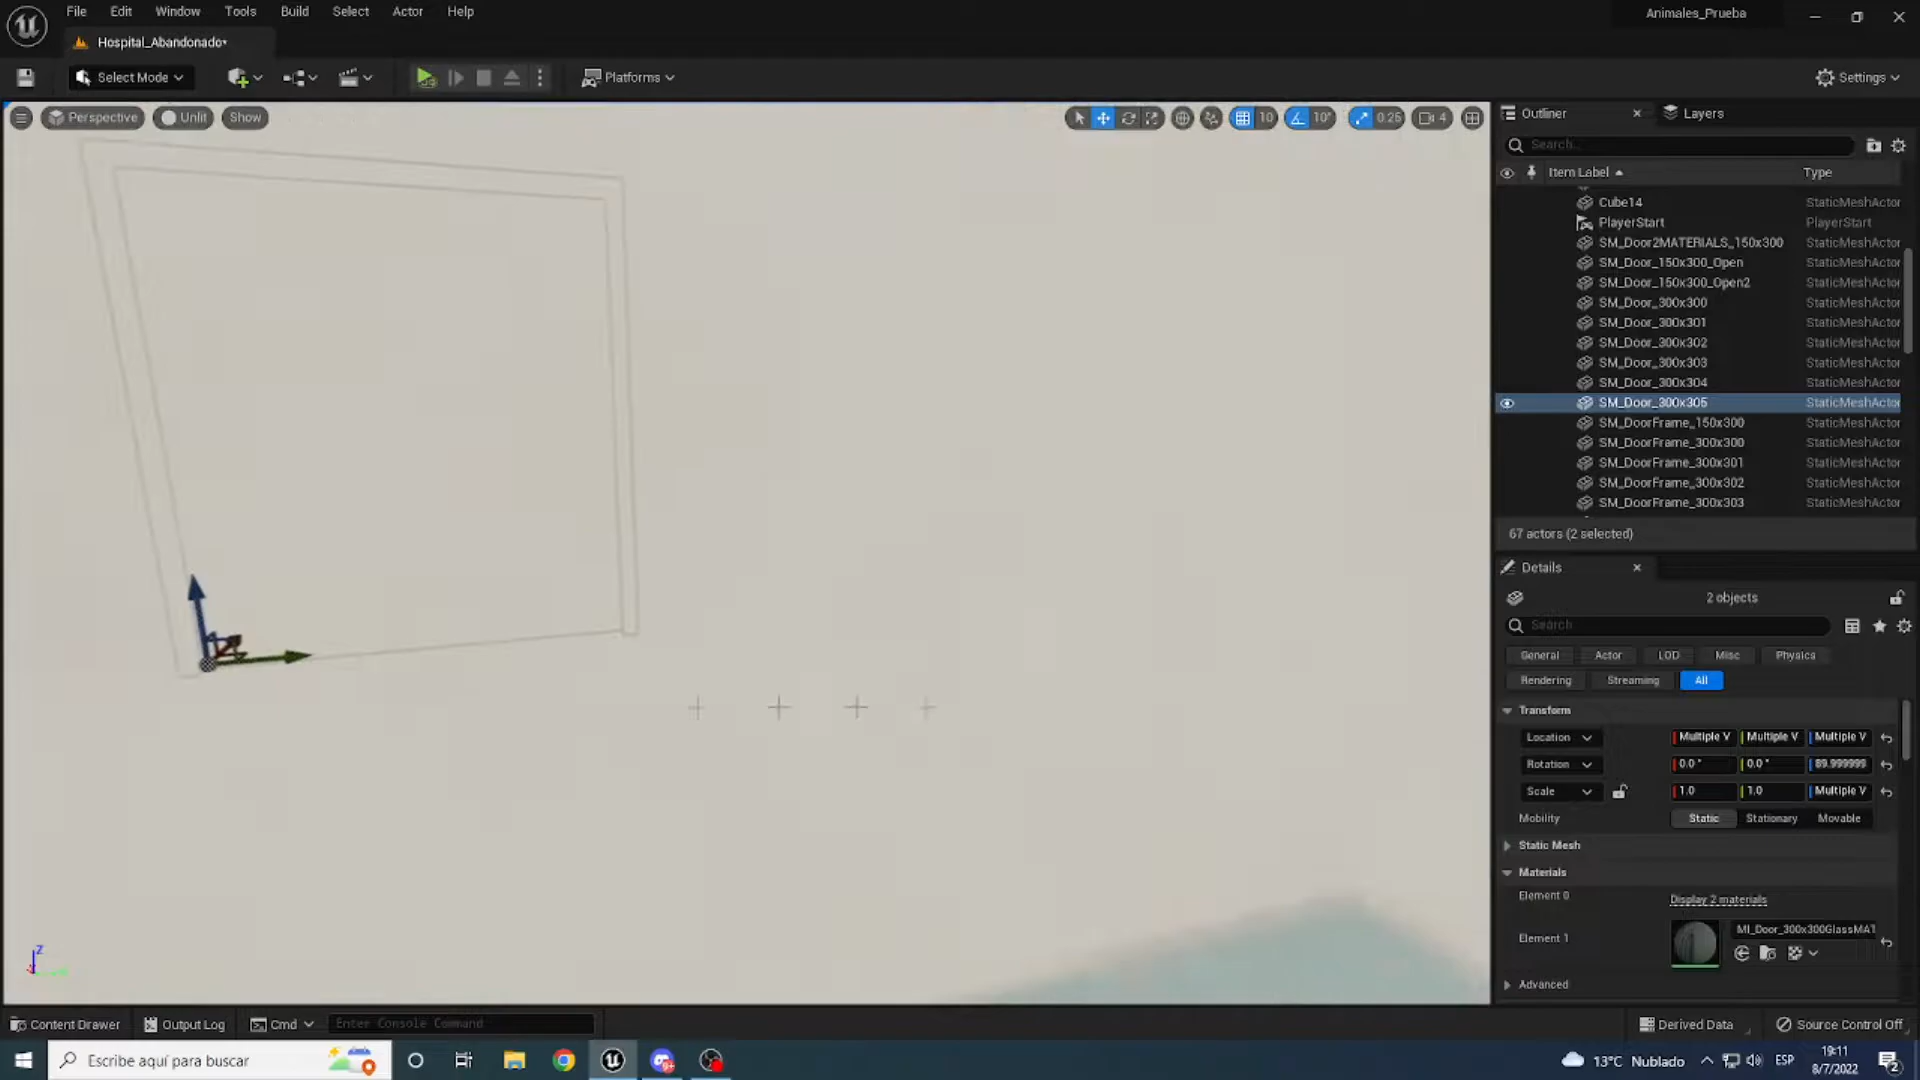 File Edit Window Tools Build Select Actor Help
Animales_Prueba
Hospital_Abandonado*
Select Mode
Platforms
Settings
Perspective Unlit Show
10 10° 0.25 4
Outliner
Layers
Search...
Item Label Type
Cube14 StaticMeshActor
PlayerStart PlayerStart
SM_Door2MATERIALS_150x300 StaticMeshActor
SM_Door_150x300_Open StaticMeshActor
SM_Door_150x300_Open2 StaticMeshActor
SM_Door_300x300 StaticMeshActor
SM_Door_300x301 StaticMeshActor
SM_Door_300x302 StaticMeshActor
SM_Door_300x303 StaticMeshActor
SM_Door_300x304 StaticMeshActor
SM_Door_300x305 StaticMeshActor
SM_DoorFrame_150x300 StaticMeshActor
SM_DoorFrame_300x300 StaticMeshActor
SM_DoorFrame_300x301 StaticMeshActor
SM_DoorFrame_300x302 StaticMeshActor
SM_DoorFrame_300x303 StaticMeshActor
67 actors (2 selected)
Details
2 objects
Search
General Actor LOD Misc Physics
Rendering Streaming All
Transform
Location Multiple V Multiple V Multiple V
Rotation 0.0 ° 0.0 ° 89.999999
Scale 1.0 1.0 Multiple V
Mobility Static Stationary Movable
Static Mesh
Materials
Element 0 Display 2 materials
Element 1 MI_Door_300x300GlassMAT
Advanced
Z
Content Drawer Output Log Cmd Enter Console Command
Derived Data Source Control Off
Escribe aquí para buscar
9+
13°C Nublado ESP
19:11
8/7/2022
2